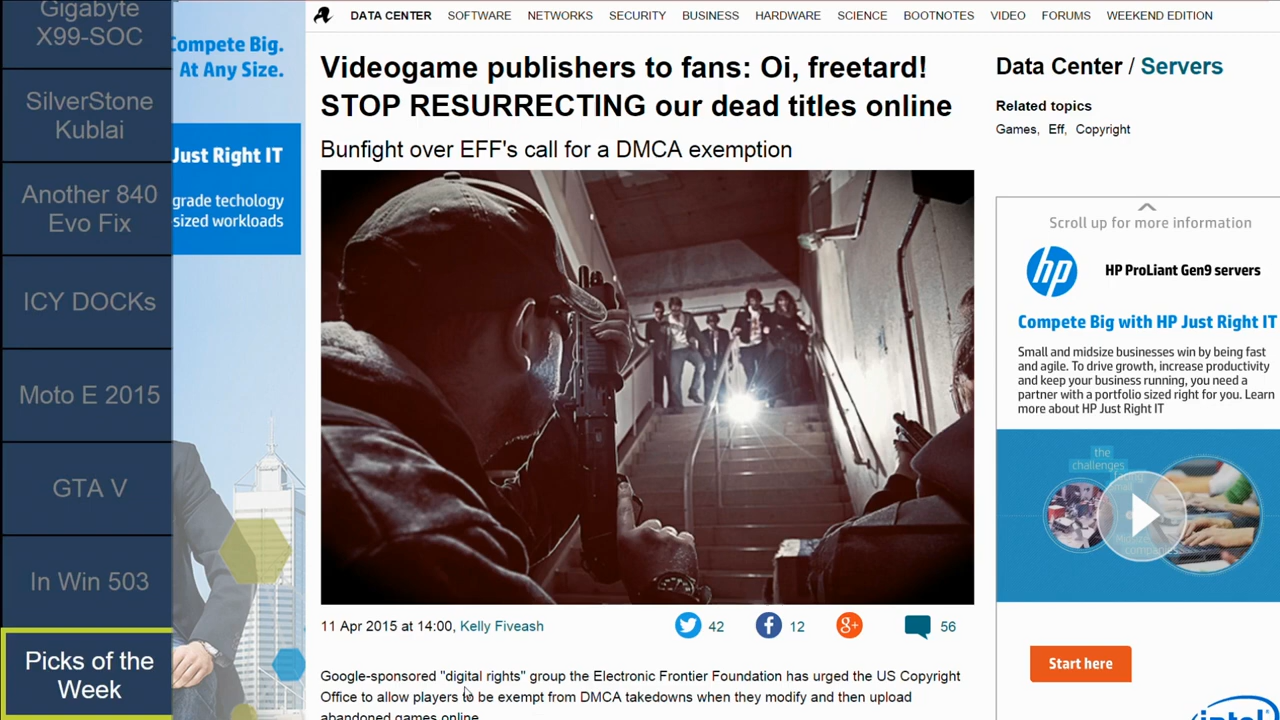 Gigabyte
X99-SOC
SilverStone
Kublai
Another 840
Evo Fix
ICY DOCKs
Moto E 2015
GTA V
In Win 503
Picks of the
Week
Compete Big.
At Any Size.
Just Right IT
grade techology
sized workloads
DATA CENTER SOFTWARE NETWORKS SECURITY BUSINESS HARDWARE SCIENCE BOOTNOTES VIDEO FORUMS WEEKEND EDITION
Videogame publishers to fans: Oi, freetard!
STOP RESURRECTING our dead titles online
Bunfight over EFF's call for a DMCA exemption
11 Apr 2015 at 14:00, Kelly Fiveash
42
12
56
Google-sponsored "digital rights" group the Electronic Frontier Foundation has urged the US Copyright
Office to allow players to be exempt from DMCA takedowns when they modify and then upload
abandoned games online
Data Center / Servers
Related topics
Games, Eff, Copyright
Scroll up for more information
hp
HP ProLiant Gen9 servers
Compete Big with HP Just Right IT
Small and midsize businesses win by being fast
and agile. To drive growth, increase productivity
and keep your business running, you need a
partner with a portfolio sized right for you. Learn
more about HP Just Right IT
the
challenges
Start here
intel